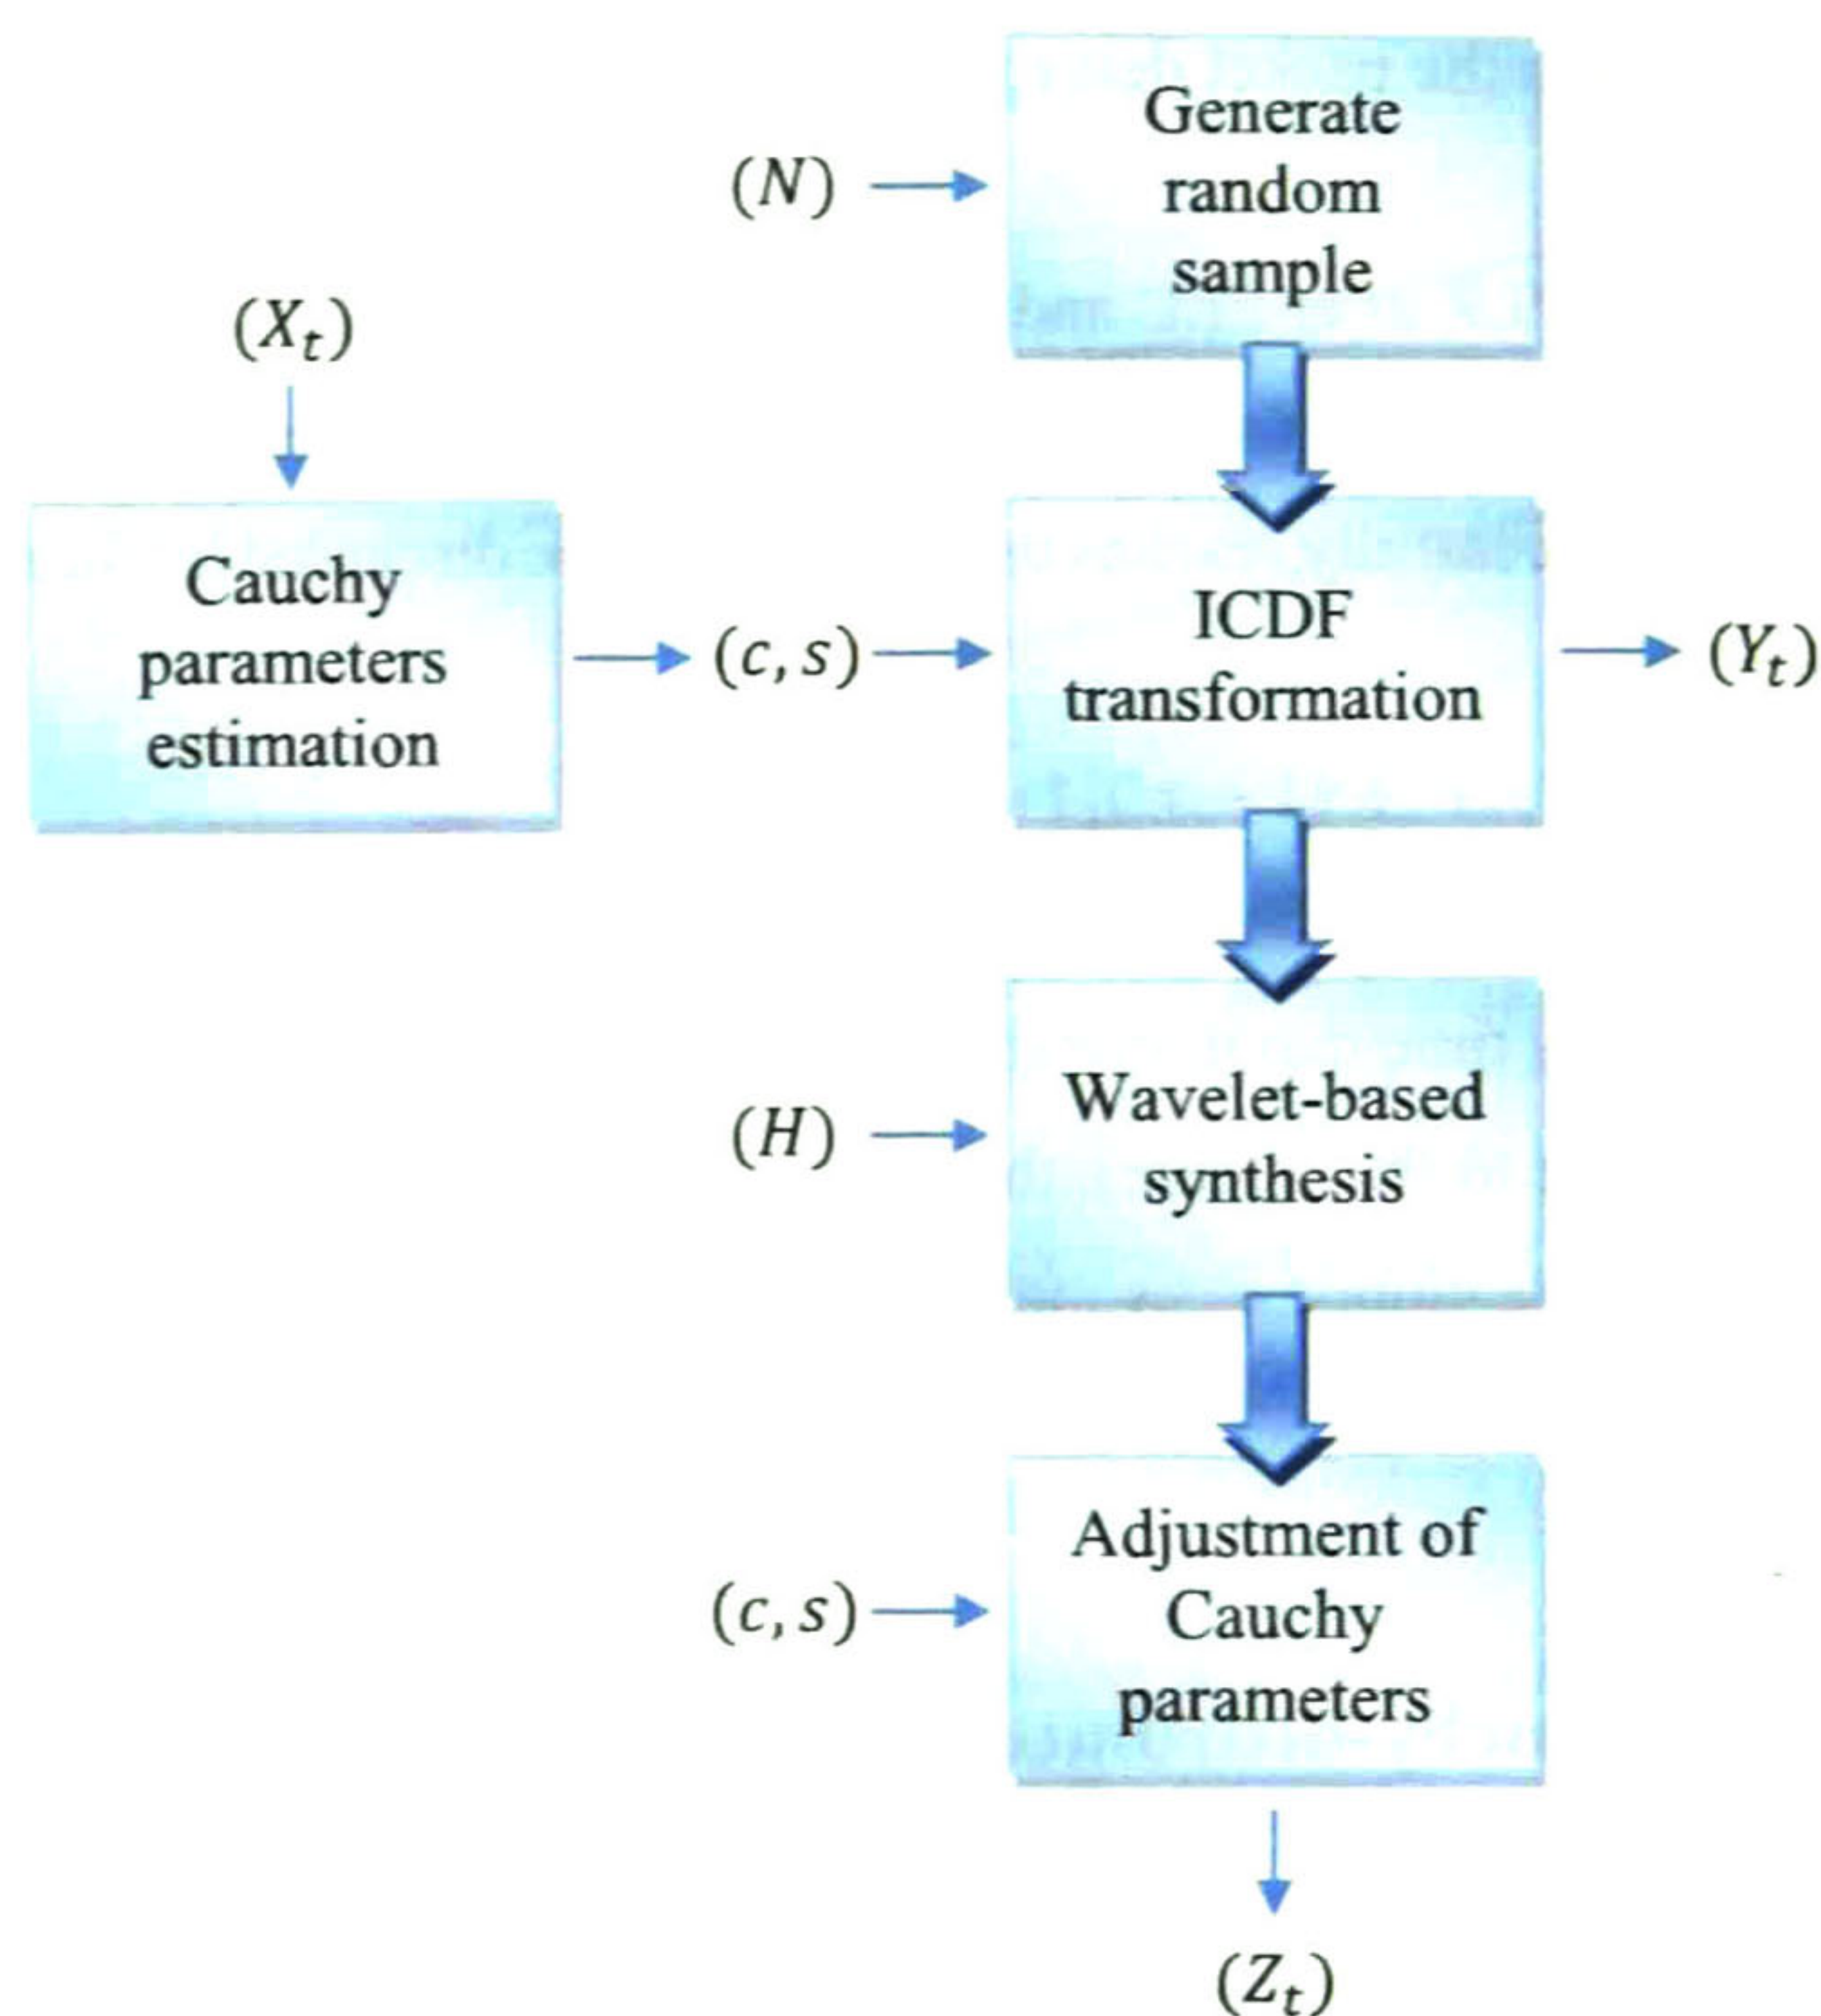 Generate
random
sample
(N)
(X_t)
Cauchy
parameters
estimation
(c, s)
ICDF
transformation
(Y_t)
(H)
Wavelet-based
synthesis
(c, s)
Adjustment of
Cauchy
parameters
(Z_t)